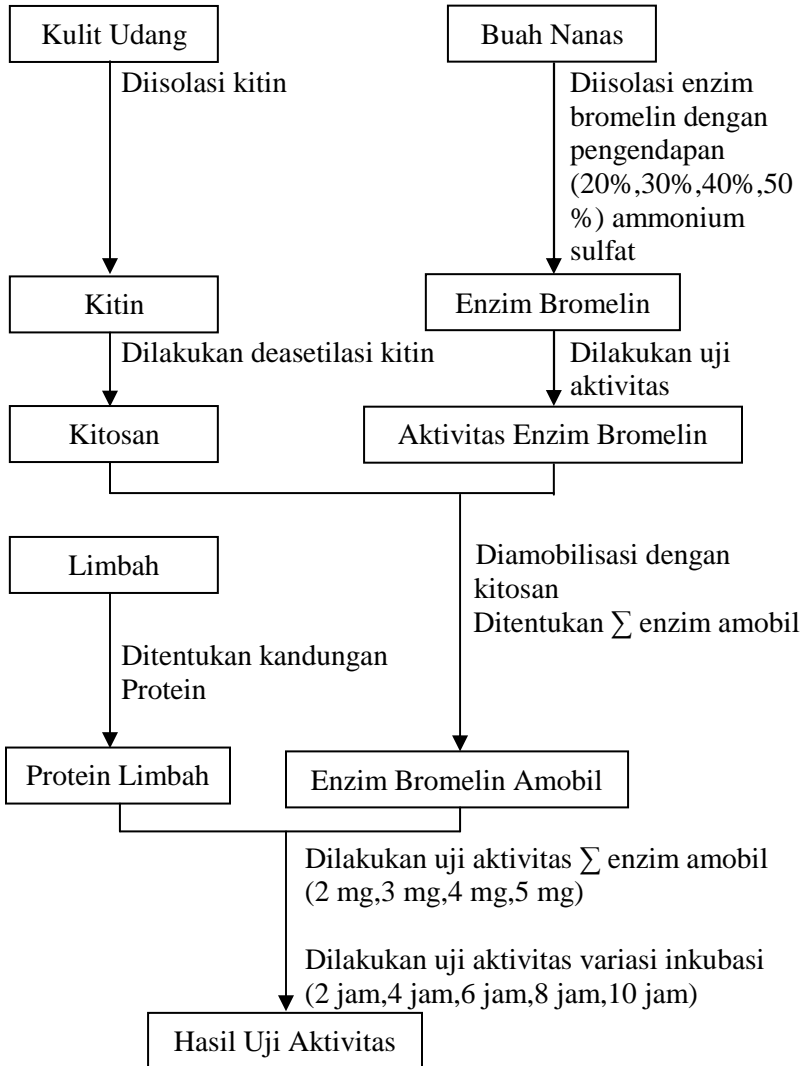 Kulit Udang
Buah Nanas
Diisolasi kitin
Diisolasi enzim
bromelin dengan
pengendapan
(20%,30%,40%,50
%) ammonium
sulfat
Kitin
Enzim Bromelin
Dilakukan deasetilasi kitin
Dilakukan uji
aktivitas
Kitosan
Aktivitas Enzim Bromelin
Diamobilisasi dengan
kitosan
Ditentukan ∑ enzim amobil
Limbah
Ditentukan kandungan
Protein
Protein Limbah
Enzim Bromelin Amobil
Dilakukan uji aktivitas ∑ enzim amobil
(2 mg,3 mg,4 mg,5 mg)
Dilakukan uji aktivitas variasi inkubasi
(2 jam,4 jam,6 jam,8 jam,10 jam)
Hasil Uji Aktivitas